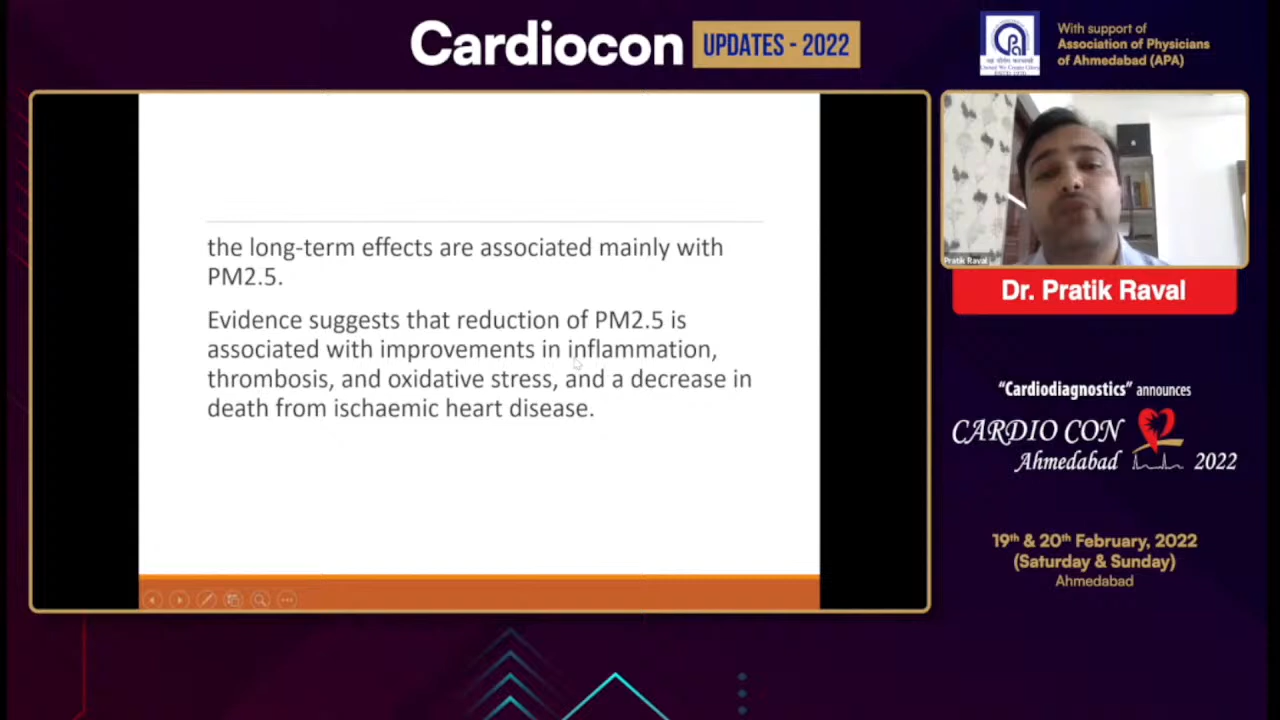 Cardiocon UPDATES - 2022
With support of
Association of Physicians
of Ahmedabad (APA)
the long-term effects are associated mainly with
PM2.5.
Evidence suggests that reduction of PM2.5 is
associated with improvements in inflammation,
thrombosis, and oxidative stress, and a decrease in
death from ischaemic heart disease.
Pratik Raval
Dr. Pratik Raval
“Cardiodiagnostics” announces
CARDIO CON
Ahmedabad 2022
19th & 20th February, 2022
(Saturday & Sunday)
Ahmedabad